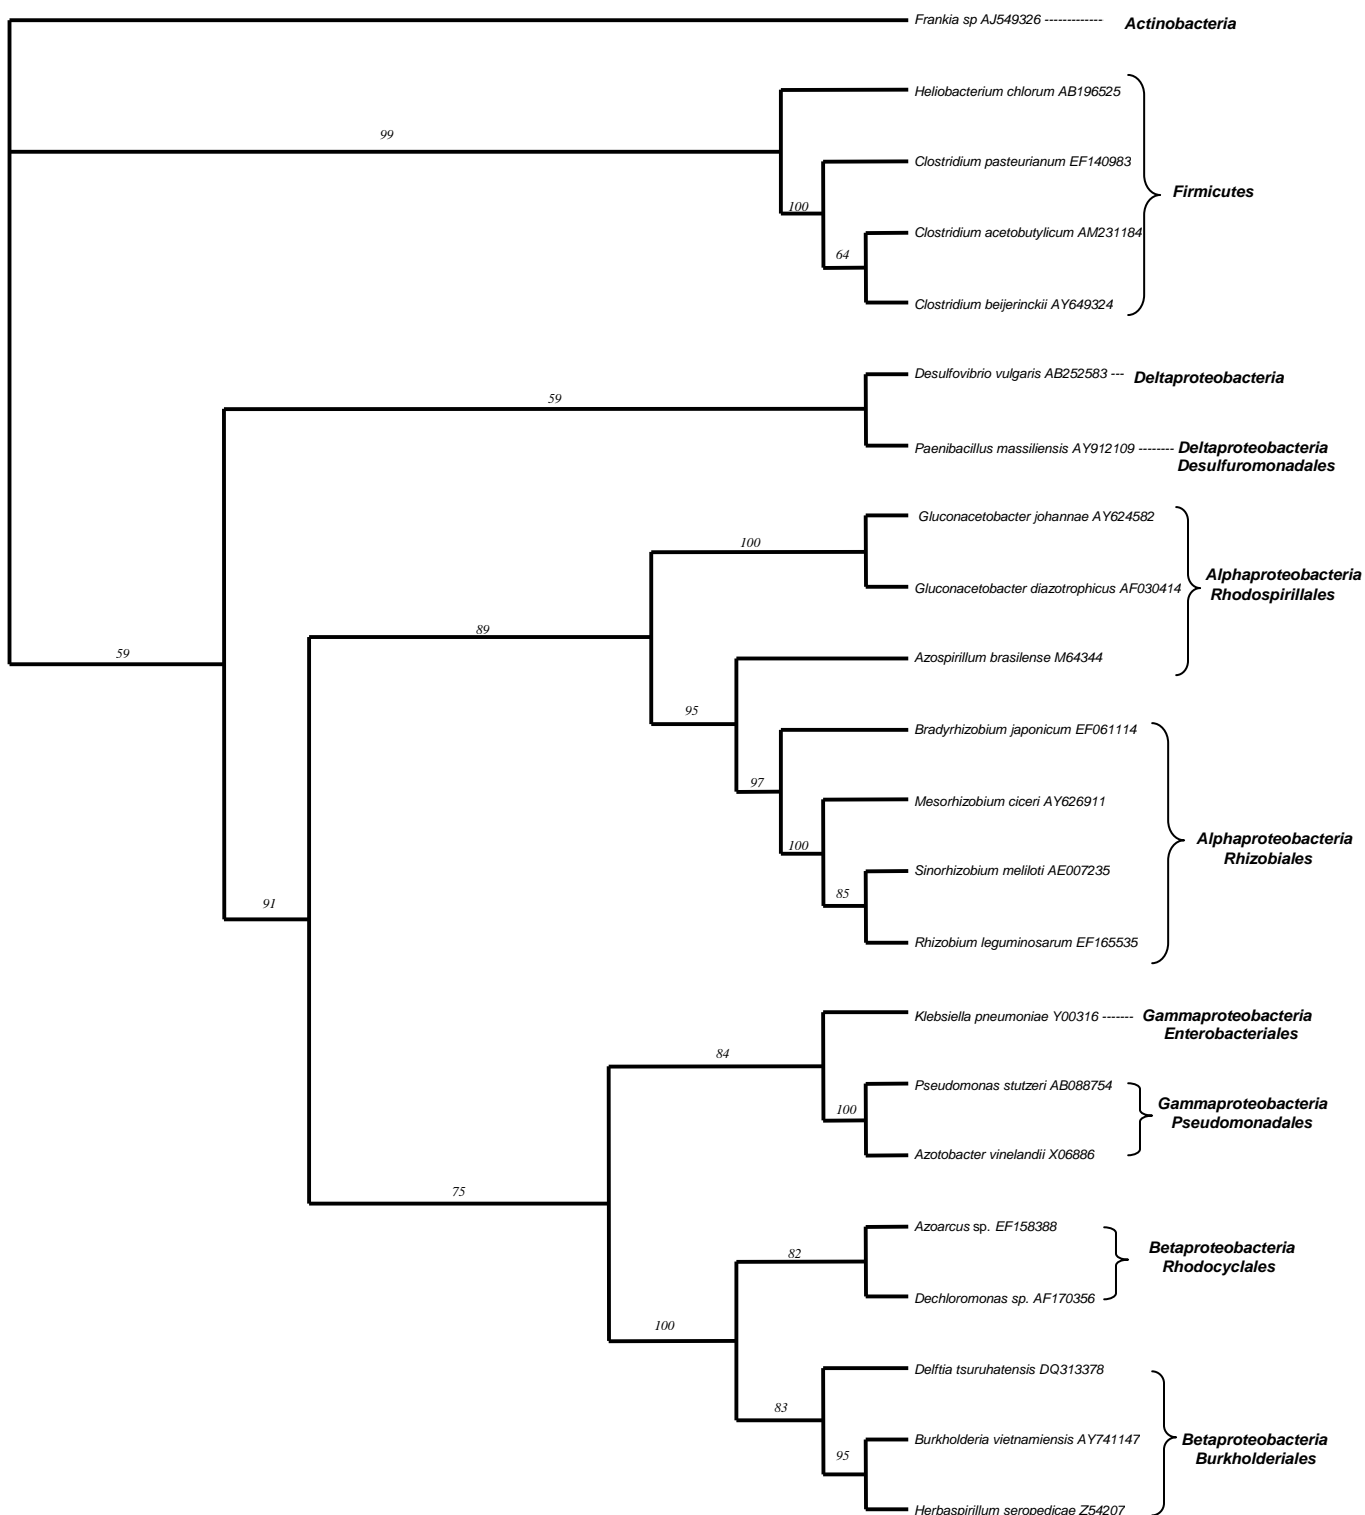 Frankia sp AJ549326 ------------- Actinobacteria
Heliobacterium chlorum AB196525
99
Clostridium pasteurianum EF140983
Firmicutes
100
Clostridium acetobutylicum AM231184
64
Clostridium beijerinckii AY649324
Desulfovibrio vulgaris AB252583 --- Deltaproteobacteria
59
Paenibacillus massiliensis AY912109 -------- Deltaproteobacteria
Desulfuromonadales
Gluconacetobacter johannae AY624582
100
Alphaproteobacteria
Rhodospirillales
Gluconacetobacter diazotrophicus AF030414
89
59
Azospirillum brasilense M64344
95
Bradyrhizobium japonicum EF061114
97
Mesorhizobium ciceri AY626911
100
Alphaproteobacteria
Rhizobiales
Sinorhizobium meliloti AE007235
85
91
Rhizobium leguminosarum EF165535
Klebsiella pneumoniae Y00316 ------- Gammaproteobacteria
Enterobacteriales
84
Pseudomonas stutzeri AB088754
100
Gammaproteobacteria
Pseudomonadales
Azotobacter vinelandii X06886
75
Azoarcus sp. EF158388
82
Betaproteobacteria
Rhodocyclales
Dechloromonas sp. AF170356
100
Delftia tsuruhatensis DQ313378
83
Burkholderia vietnamiensis AY741147
Betaproteobacteria
Burkholderiales
95
Herbaspirillum seropedicae Z54207